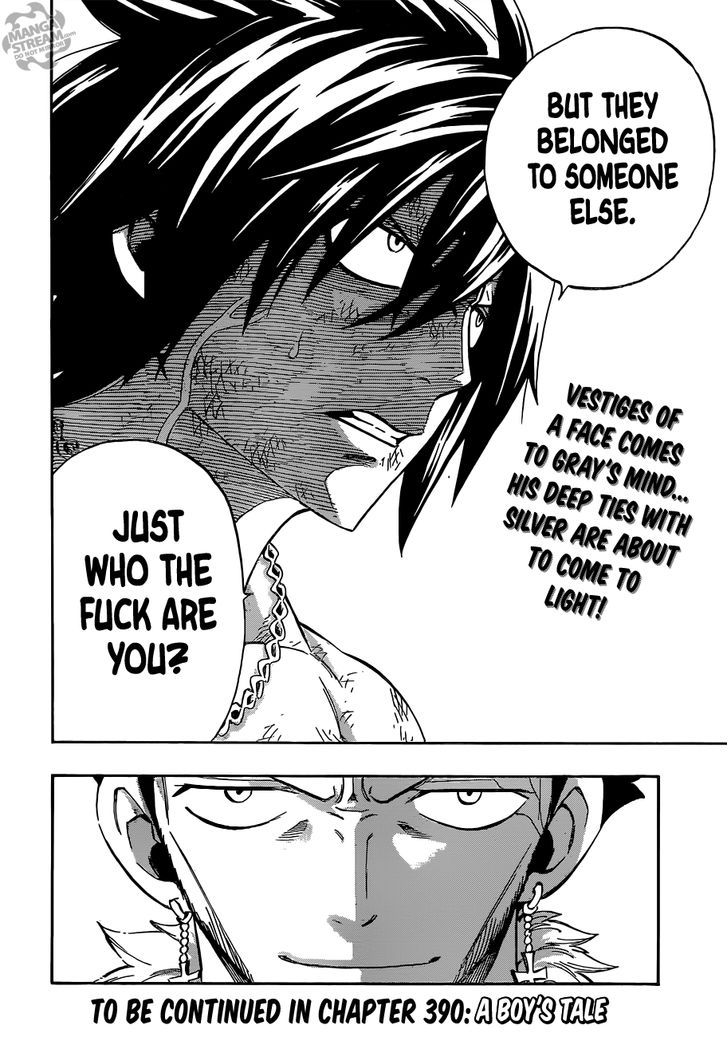 MANGA
STREAM.com
DO NOT MIRROR
BUT THEY
BELONGED
TO SOMEONE
ELSE.
VESTIGES OF
A FACE COMES
TO GRAY'S MIND...
HIS DEEP TIES WITH
SILVER ARE ABOUT
TO COME TO
LIGHT!
JUST
WHO THE
FUCK ARE
YOU?
TO BE CONTINUED IN CHAPTER 390: A BOY'S TALE